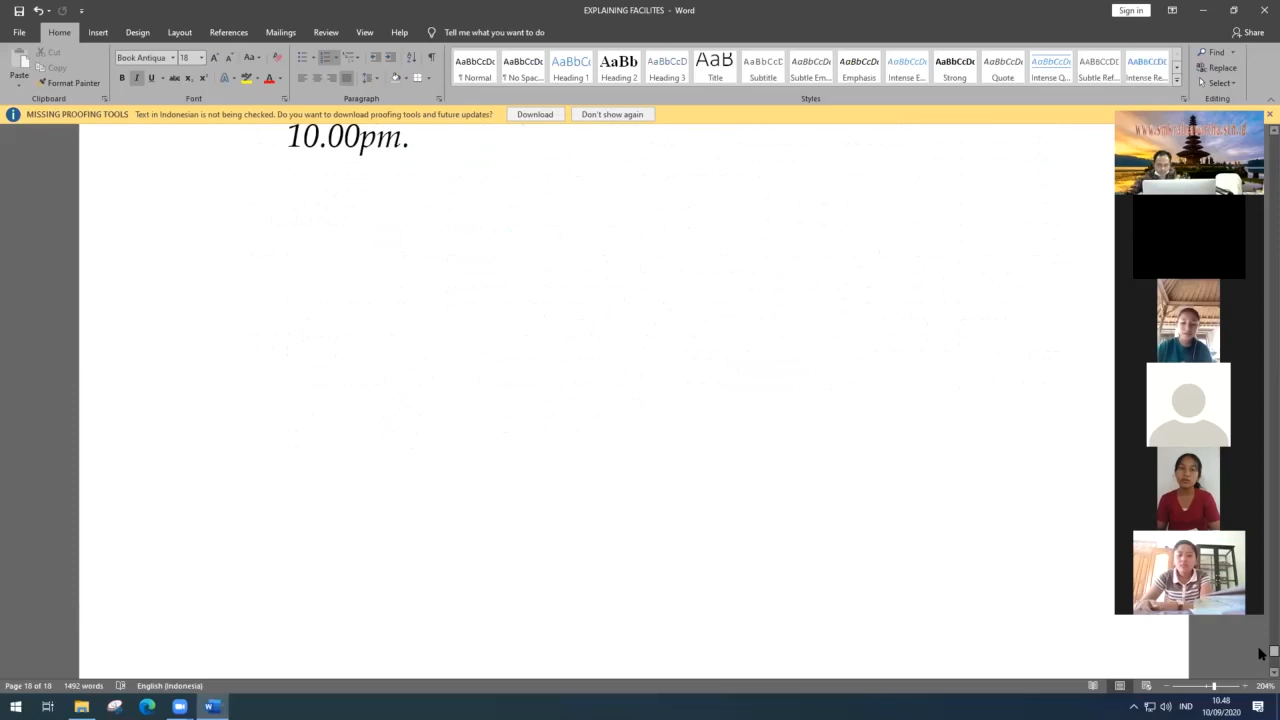 EXPLAINING FACILITES - Word
Sign in
File Home Insert Design Layout References Mailings Review View Help Tell me what you want to do
Share
Paste
Cut
Copy
Format Painter
Clipboard
Book Antiqua 18
Font
Paragraph
AaBbCcDc AaBbCcDc AaBbCc AaBb AaBbCcD AaB AaBbCcD AaBbCcDc AaBbCcDc AaBbCcDc AaBbCcDc AaBbCcDc AaBbCcDc AaBbCcDc AaBbCcDc
¶ Normal ¶ No Spac... Heading 1 Heading 2 Heading 3 Title Subtitle Subtle Em... Emphasis Intense E... Strong Quote Intense Q... Subtle Ref... Intense Re...
Styles
Find
Replace
Select
Editing
MISSING PROOFING TOOLS Text in Indonesian is not being checked. Do you want to download proofing tools and future updates? Download Don't show again
10.00pm.
Page 18 of 18 1492 words English (Indonesia)
204%
IND
10.48
10/09/2020